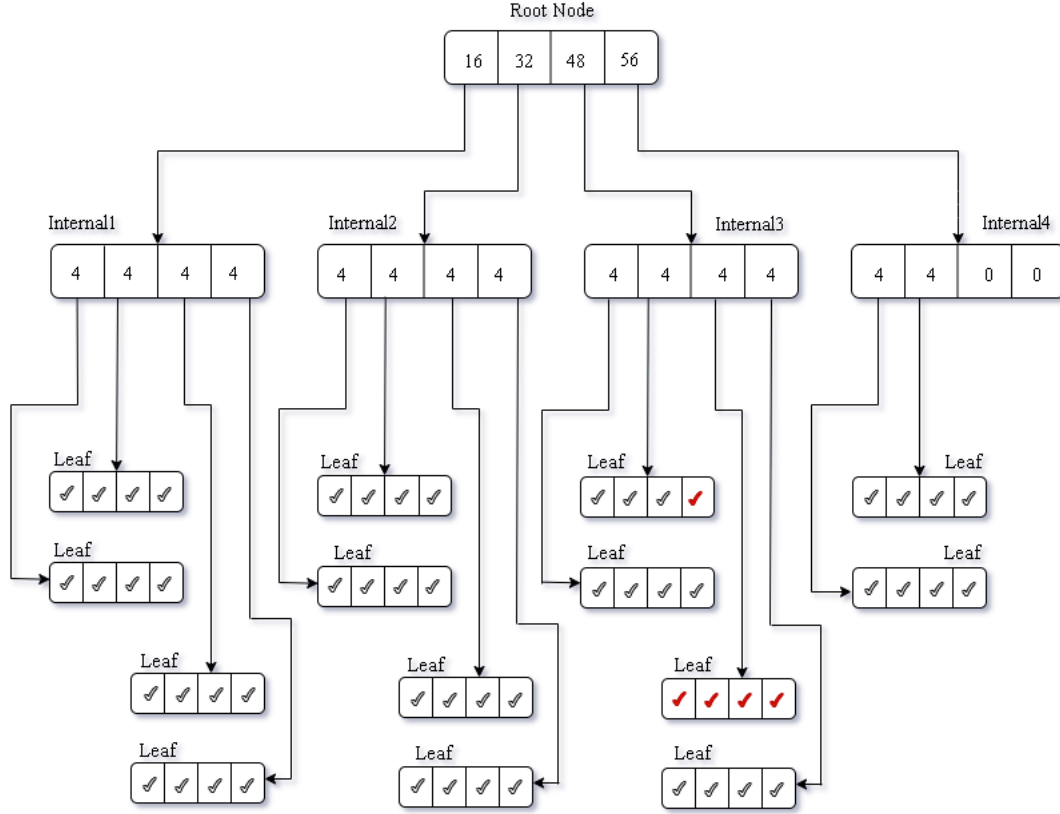 Root Node
16 32 48 56
Internal1 Internal2 Internal3 Internal4
4 4 4 4 4 4 4 4 4 4 4 4 4 4 0 0
Leaf Leaf Leaf Leaf
Leaf Leaf Leaf Leaf
Leaf Leaf Leaf
Leaf Leaf Leaf